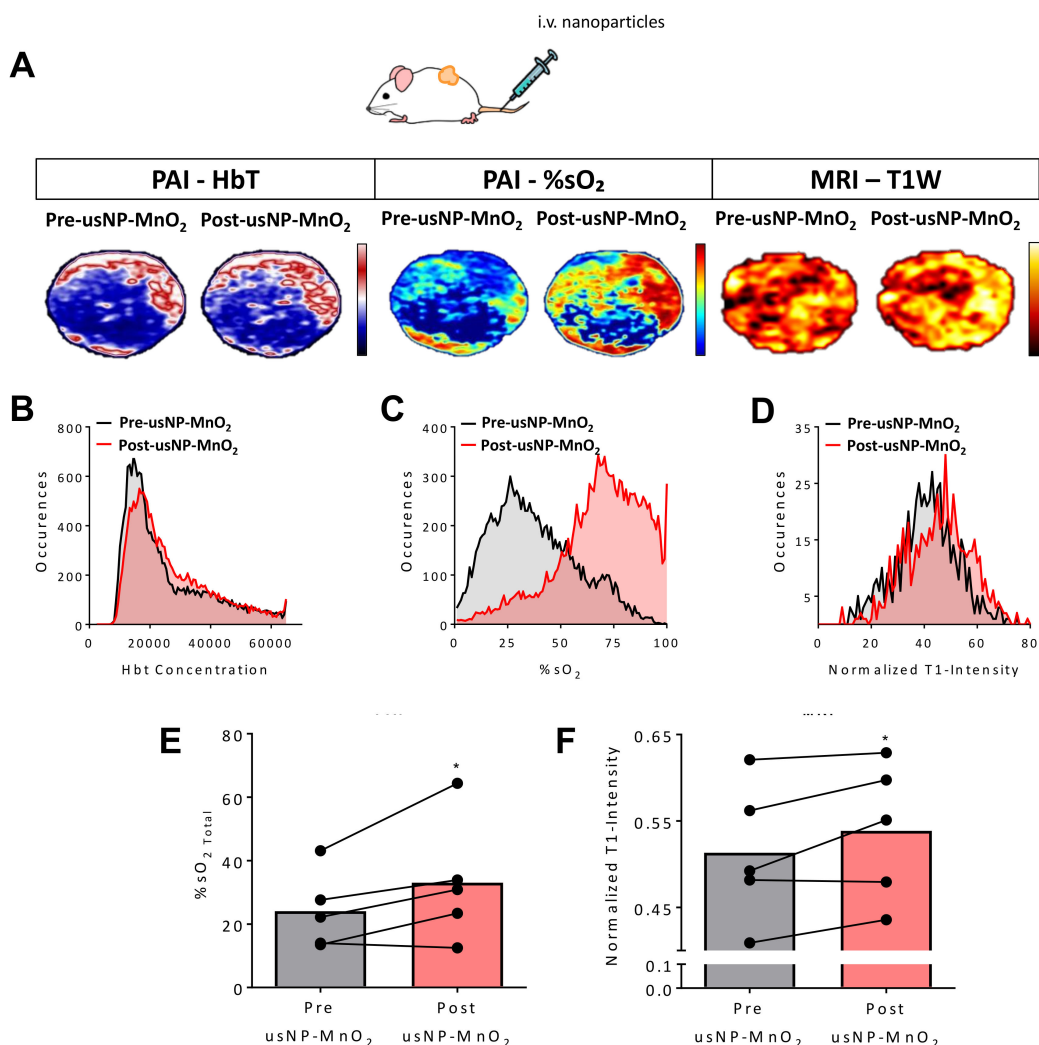 i.v. nanoparticles
A
PAI - HbT
PAI - %sO₂
MRI – T1W
Pre-usNP-MnO₂ Post-usNP-MnO₂
Pre-usNP-MnO₂ Post-usNP-MnO₂
Pre-usNP-MnO₂ Post-usNP-MnO₂
B
Pre-usNP-MnO₂
Post-usNP-MnO₂
Occurences
800
600
400
200
0
0 20000 40000 60000
Hbt Concentration
C
Pre-usNP-MnO₂
Post-usNP-MnO₂
Occurences
400
300
200
100
0
0 25 50 75 100
%sO₂
D
Pre-usNP-MnO₂
Post-usNP-MnO₂
Occurences
35
25
15
5
0 20 40 60 80
Normalized T1-Intensity
E
%sO₂ Total
80
60
40
20
0
*
Pre
usNP-MnO₂
Post
usNP-MnO₂
F
Normalized T1-Intensity
0.65
0.55
0.45
0.1
0.0
*
Pre
usNP-MnO₂
Post
usNP-MnO₂